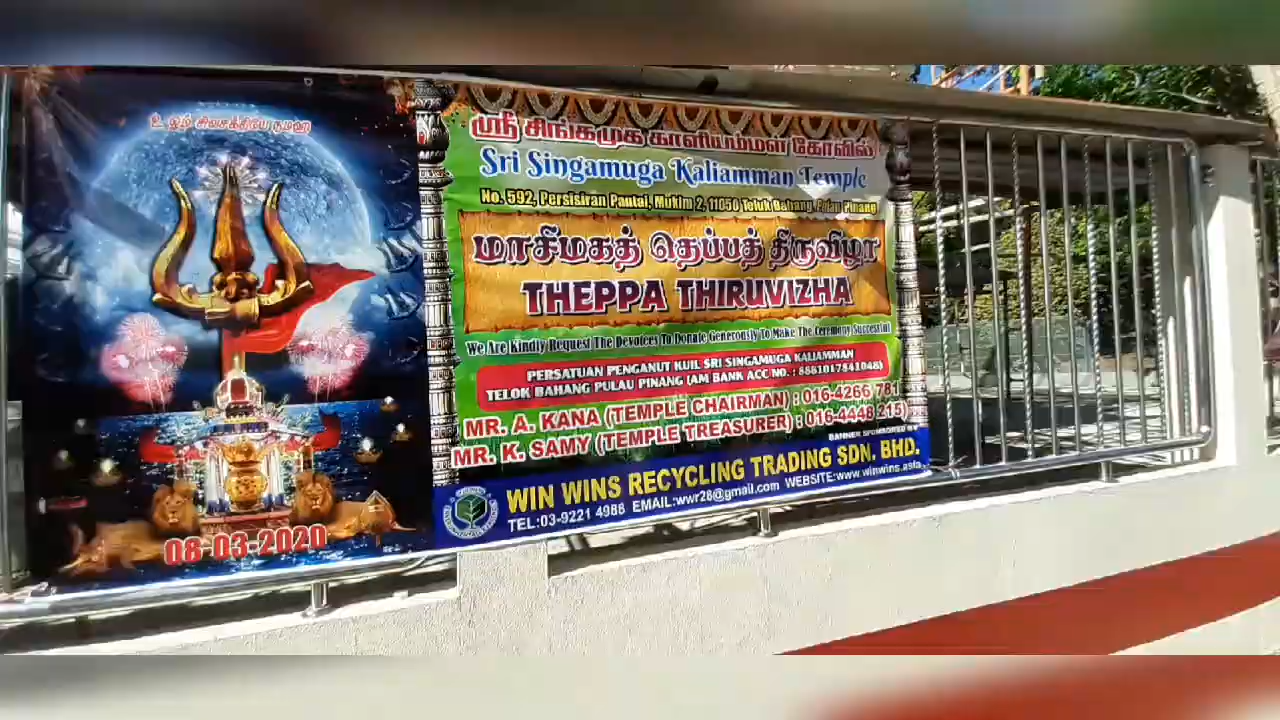 உ ஓம் சிவசக்தியே நமஹ
08-03-2020
ஸ்ரீ சிங்கமுக காளியம்மன் கோவில்
Sri Singamuga Kaliamman Temple
No. 592, Persisiran Pantai, Mukim 2, 11050 Teluk Bahang, Pulau Pinang
மாசிமகத் தெப்பத் திருவிழா
THEPPA THIRUVIZHA
We Are Kindly Request The Devotees To Donate Generously To Make The Ceremony Successful
PERSATUAN PENGANUT KUIL SRI SINGAMUGA KALIAMMAN
TELOK BAHANG PULAU PINANG (AM BANK ACC NO. : 8881017841048)
MR. A. KANA (TEMPLE CHAIRMAN) : 016-4266 781
MR. K. SAMY (TEMPLE TREASURER) : 016-4448 215)
BANNER SPONSORED BY
WIN WINS RECYCLING TRADING SDN. BHD.
TEL:03-9221 4986 EMAIL:wwr28@gmail.com WEBSITE:www.winwins.asia